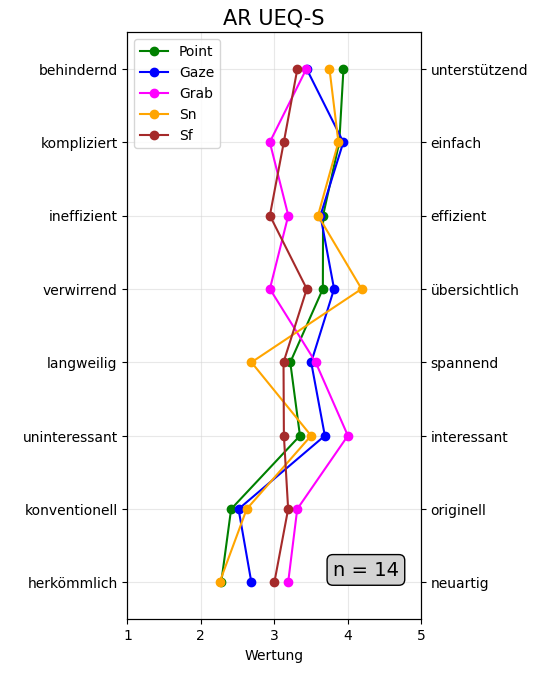 AR UEQ-S
Point
Gaze
Grab
Sn
Sf
behindernd
unterstützend
kompliziert
einfach
ineffizient
effizient
verwirrend
übersichtlich
langweilig
spannend
uninteressant
interessant
konventionell
originell
herkömmlich
neuartig
n = 14
1 2 3 4 5
Wertung